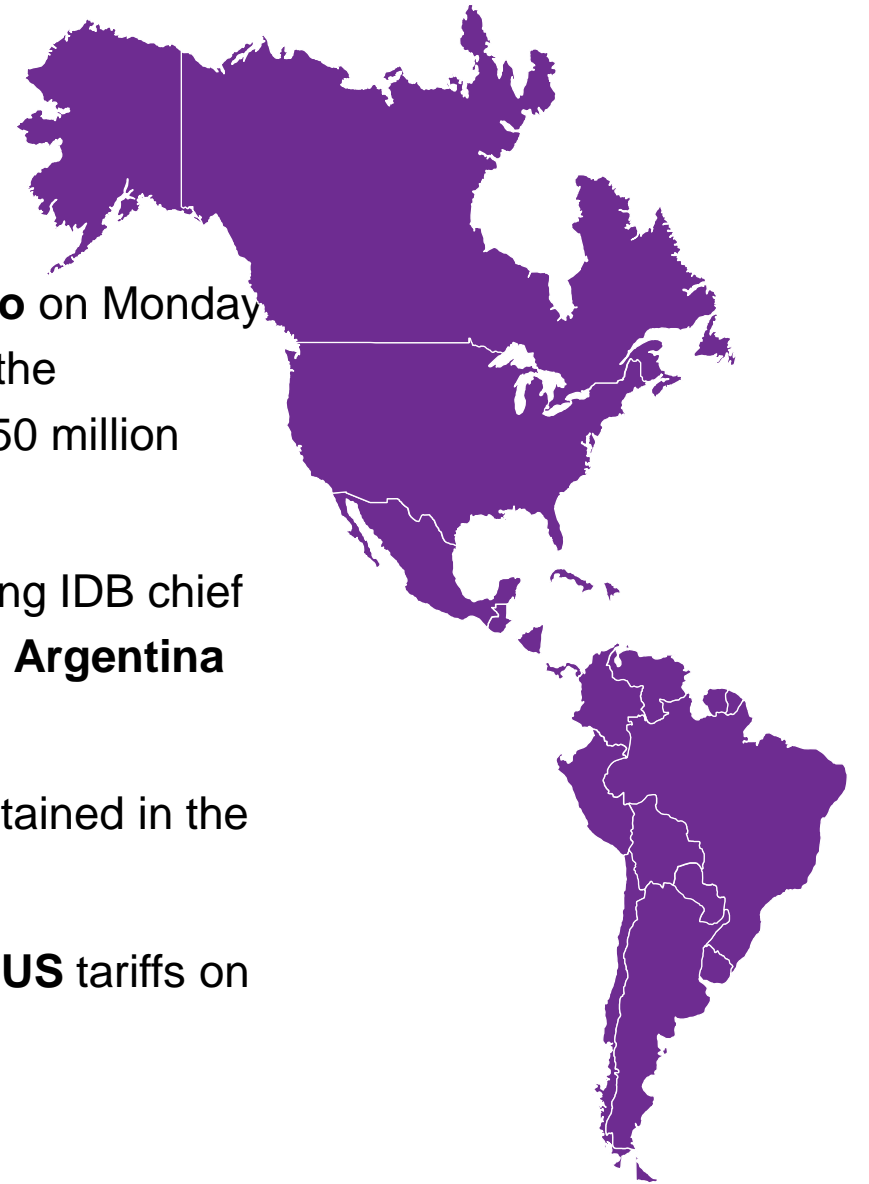 o on Monday
the
50 million
ng IDB chief
Argentina
tained in the
US tariffs on